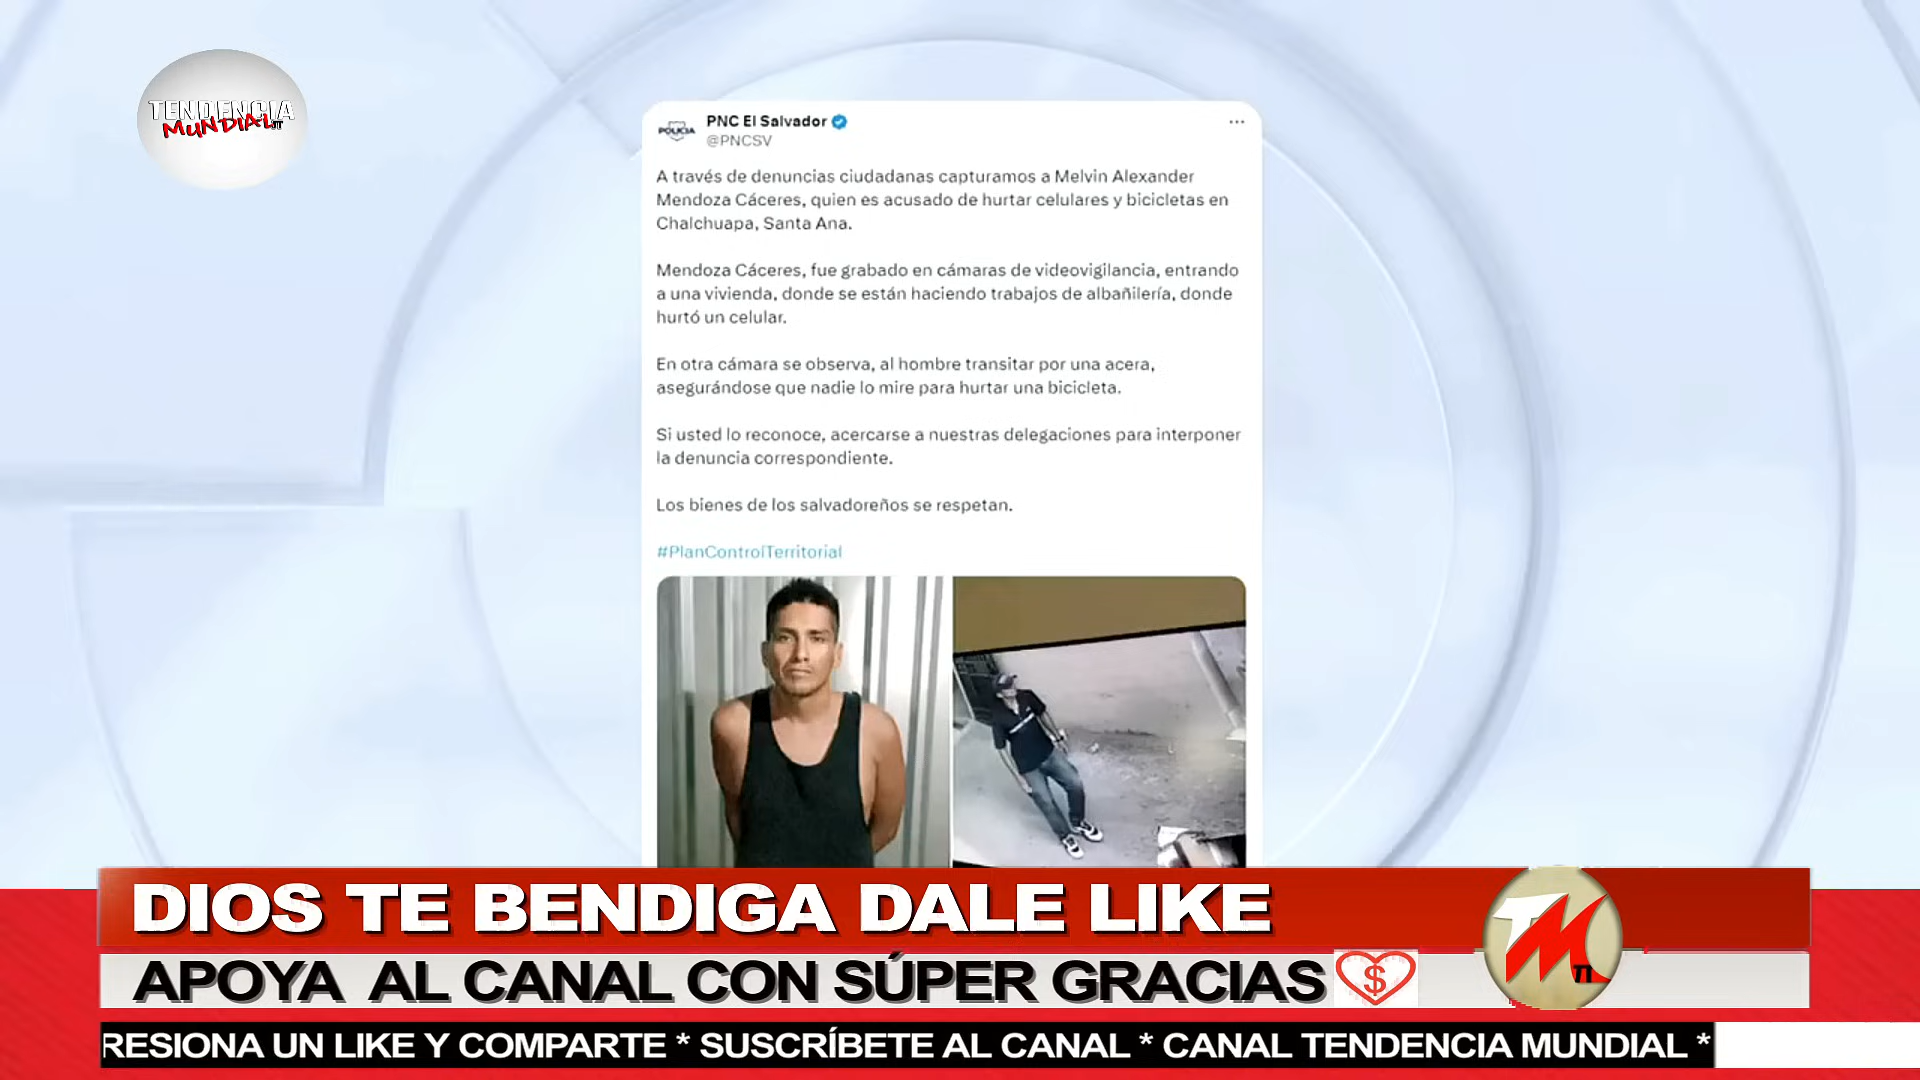 TENDENCIA
MUNDIAL
POLICIA
PNC El Salvador
@PNCSV
A través de denuncias ciudadanas capturamos a Melvin Alexander
Mendoza Cáceres, quien es acusado de hurtar celulares y bicicletas en
Chalchuapa, Santa Ana.
Mendoza Cáceres, fue grabado en cámaras de videovigilancia, entrando
a una vivienda, donde se están haciendo trabajos de albañilería, donde
hurtó un celular.
En otra cámara se observa, al hombre transitar por una acera,
asegurándose que nadie lo mire para hurtar una bicicleta.
Si usted lo reconoce, acercarse a nuestras delegaciones para interponer
la denuncia correspondiente.
Los bienes de los salvadoreños se respetan.
#PlanControlTerritorial
DIOS TE BENDIGA DALE LIKE
APOYA AL CANAL CON SÚPER GRACIAS $
TM
RESIONA UN LIKE Y COMPARTE * SUSCRÍBETE AL CANAL * CANAL TENDENCIA MUNDIAL *